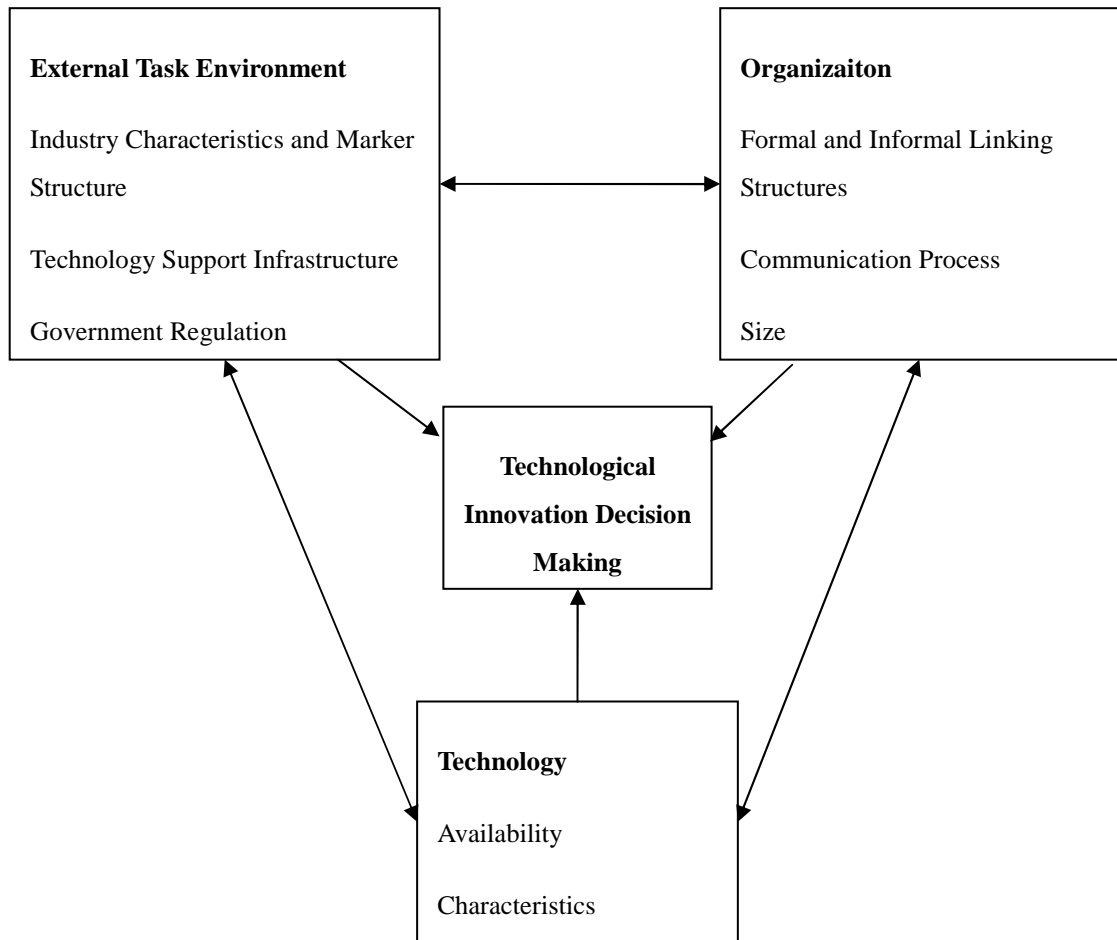 External Task Environment
Industry Characteristics and Marker
Structure
Technology Support Infrastructure
Government Regulation
Organizaiton
Formal and Informal Linking
Structures
Communication Process
Size
Technological
Innovation Decision
Making
Technology
Availability
Characteristics